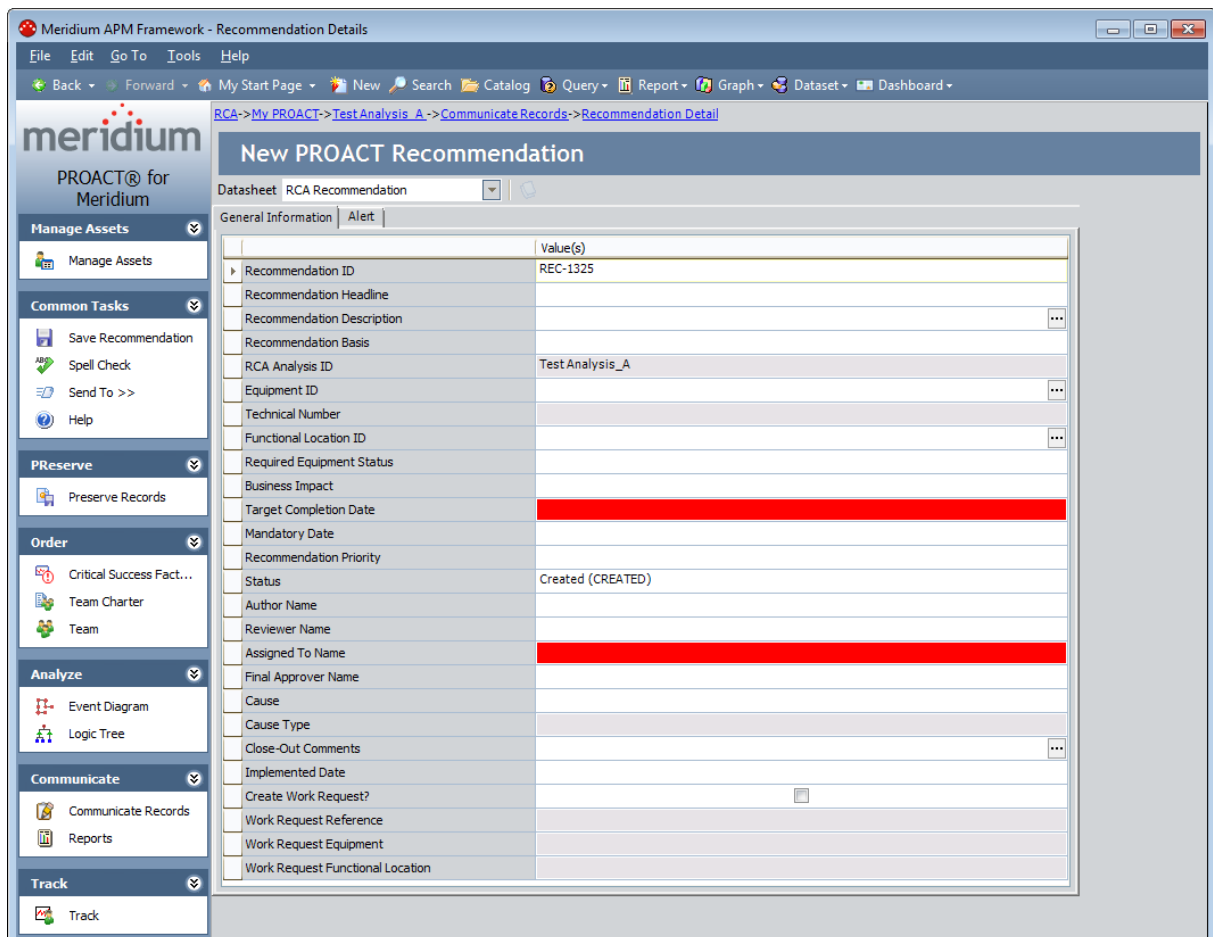 Meridium APM Framework - Recommendation Details
File Edit Go To Tools Help
Back Forward My Start Page New Search Catalog Query Report Graph Dataset Dashboard
meridium
PROACT® for
Meridium
Manage Assets
Manage Assets
Common Tasks
Save Recommendation
ABC
Spell Check
Send To >>
Help
PReserve
Preserve Records
Order
Critical Success Fact...
Team Charter
Team
Analyze
Event Diagram
Logic Tree
Communicate
Communicate Records
Reports
Track
Track
RCA->My PROACT->Test Analysis_A ->Communicate Records->Recommendation Detail
New PROACT Recommendation
Datasheet RCA Recommendation
General Information Alert
Value(s)
Recommendation ID REC-1325
Recommendation Headline
Recommendation Description ...
Recommendation Basis
RCA Analysis ID Test Analysis_A
Equipment ID ...
Technical Number
Functional Location ID ...
Required Equipment Status
Business Impact
Target Completion Date
Mandatory Date
Recommendation Priority
Status Created (CREATED)
Author Name
Reviewer Name
Assigned To Name
Final Approver Name
Cause
Cause Type
Close-Out Comments ...
Implemented Date
Create Work Request?
Work Request Reference
Work Request Equipment
Work Request Functional Location